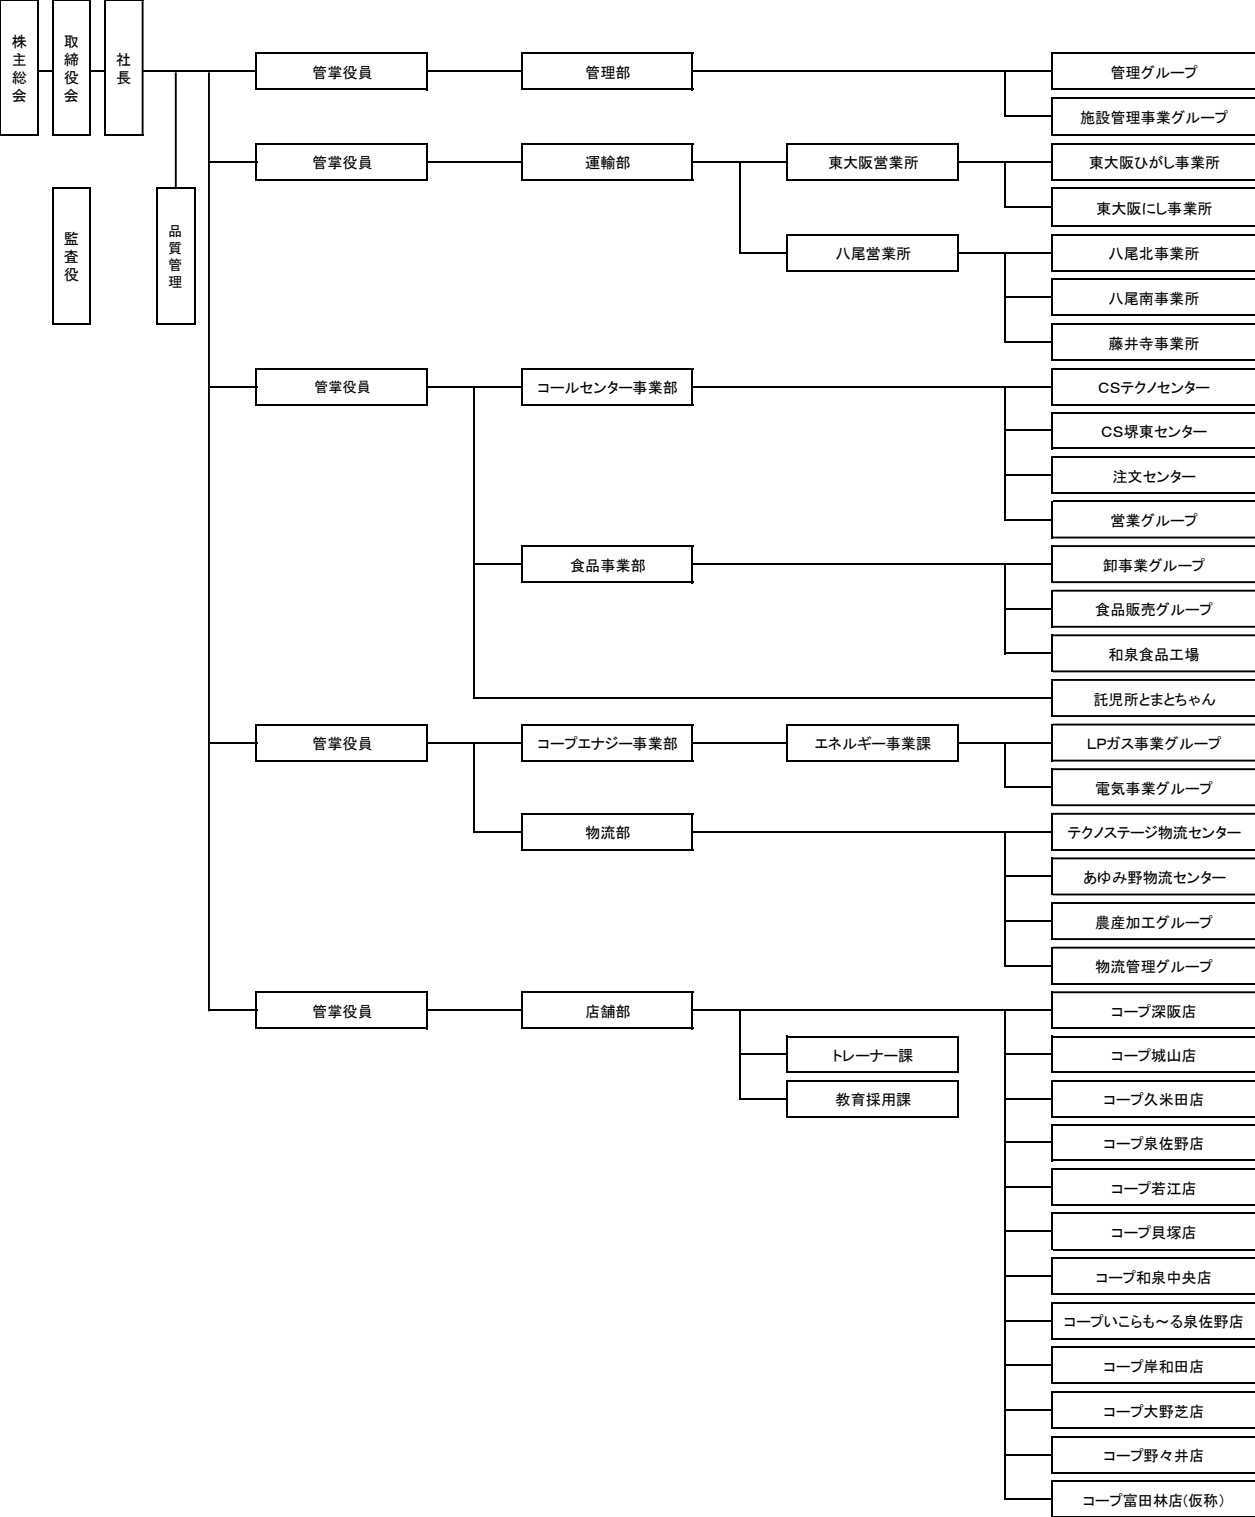 株主総会
取締役会
社長
監査役
品質管理
管掌役員
管理部
管理グループ
施設管理事業グループ
管掌役員
運輸部
東大阪営業所
東大阪ひがし事業所
東大阪にし事業所
八尾営業所
八尾北事業所
八尾南事業所
藤井寺事業所
管掌役員
コールセンター事業部
CSテクノセンター
CS堺東センター
注文センター
営業グループ
食品事業部
卸事業グループ
食品販売グループ
和泉食品工場
託児所とまとちゃん
管掌役員
コープエナジー事業部
エネルギー事業課
LPガス事業グループ
電気事業グループ
物流部
テクノステージ物流センター
あゆみ野物流センター
農産加工グループ
物流管理グループ
管掌役員
店舗部
コープ深阪店
トレーナー課
コープ城山店
教育採用課
コープ久米田店
コープ泉佐野店
コープ若江店
コープ貝塚店
コープ和泉中央店
コープいこらも～る泉佐野店
コープ岸和田店
コープ大野芝店
コープ野々井店
コープ富田林店(仮称)